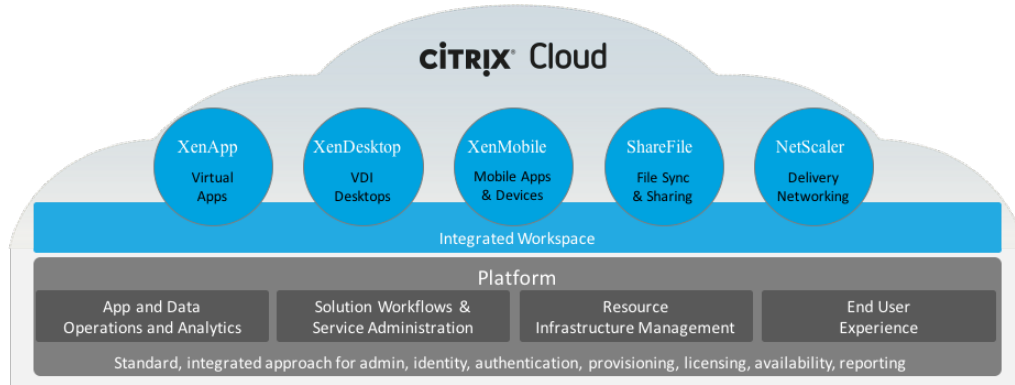 CİTRIX® Cloud
XenApp
Virtual
Apps
XenDesktop
VDI
Desktops
XenMobile
Mobile Apps
& Devices
ShareFile
File Sync
& Sharing
NetScaler
Delivery
Networking
Integrated Workspace
Platform
App and Data
Operations and Analytics
Solution Workflows &
Service Administration
Resource
Infrastructure Management
End User
Experience
Standard, integrated approach for admin, identity, authentication, provisioning, licensing, availability, reporting